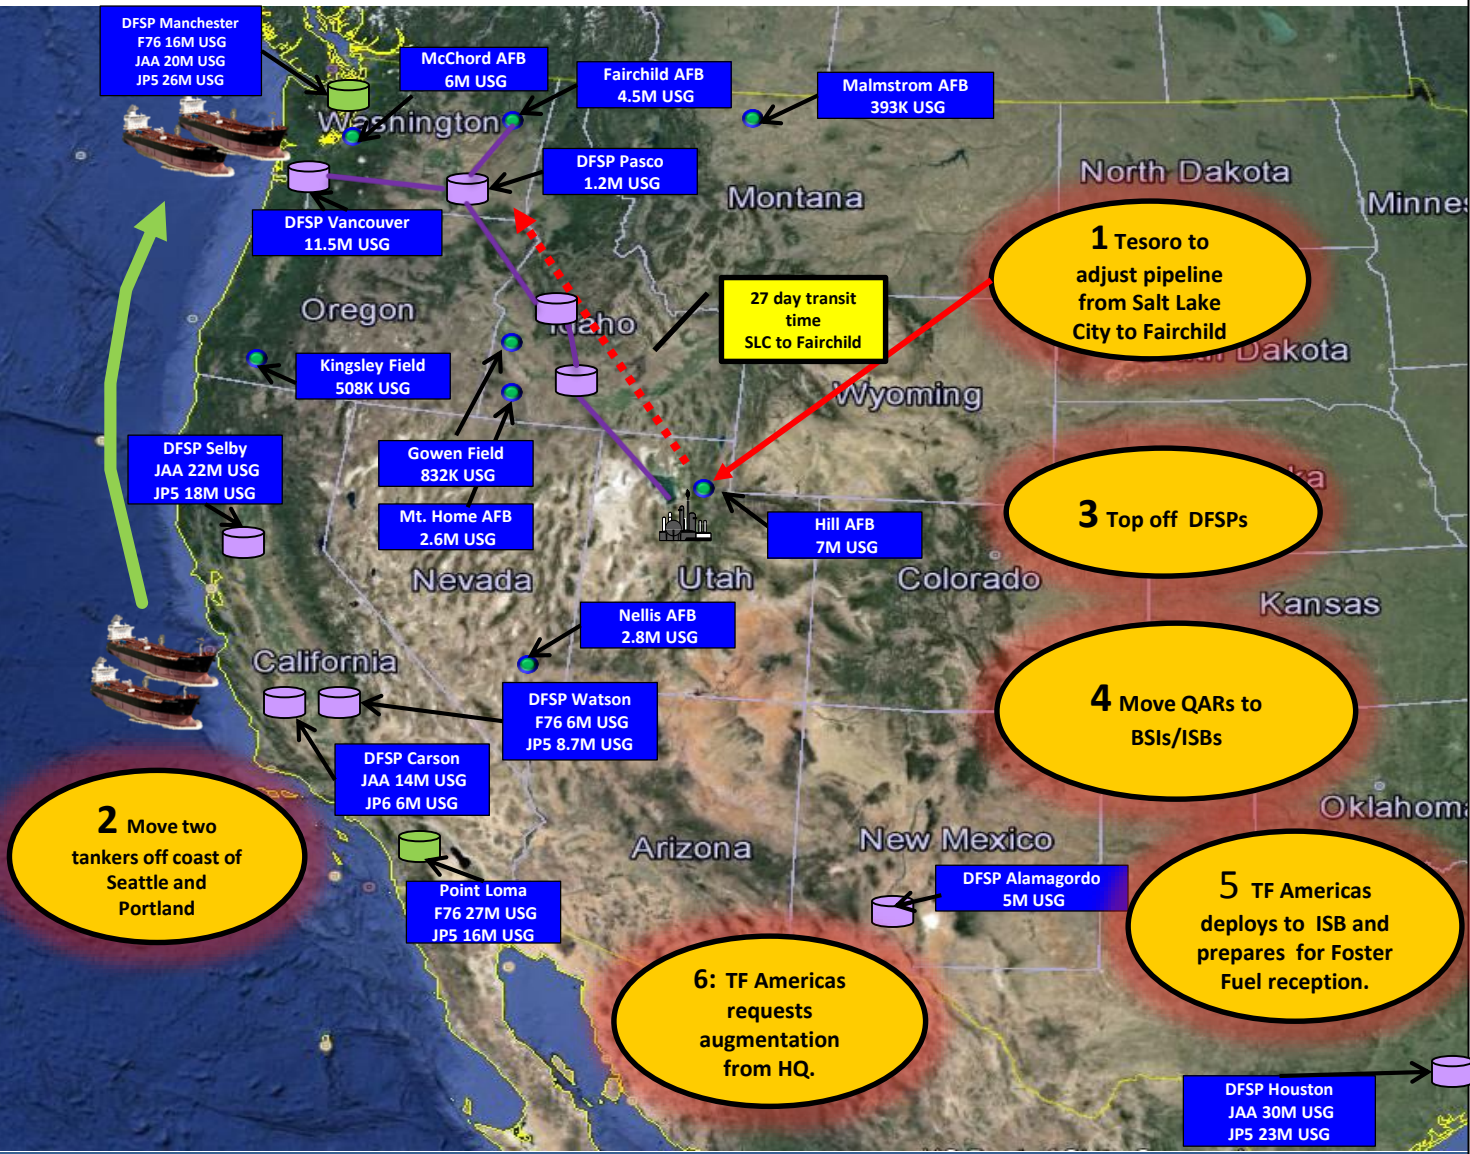 DFSP Manchester
F76 16M USG
JAA 20M USG
JP5 26M USG
McChord AFB
6M USG
Fairchild AFB
4.5M USG
Malmstrom AFB
393K USG
Washington
DFSP Pasco
1.2M USG
Montana
North Dakota
DFSP Vancouver
11.5M USG
1 Tesoro to
adjust pipeline
from Salt Lake
City to Fairchild
27 day transit
time
SLC to Fairchild
Oregon
Idaho
Dakota
Kingsley Field
508K USG
Wyoming
DFSP Selby
JAA 22M USG
JP5 18M USG
Gowen Field
832K USG
Mt. Home AFB
2.6M USG
Hill AFB
7M USG
3 Top off DFSPs
Nevada
Utah
Colorado
Kansas
Nellis AFB
2.8M USG
California
DFSP Watson
F76 6M USG
JP5 8.7M USG
4 Move QARs to
BSIs/ISBs
DFSP Carson
JAA 14M USG
JP6 6M USG
2 Move two
tankers off coast of
Seattle and
Portland
Arizona
New Mexico
Point Loma
F76 27M USG
JP5 16M USG
DFSP Alamagordo
5M USG
5 TF Americas
deploys to ISB and
prepares for Foster
Fuel reception.
6: TF Americas
requests
augmentation
from HQ.
DFSP Houston
JAA 30M USG
JP5 23M USG